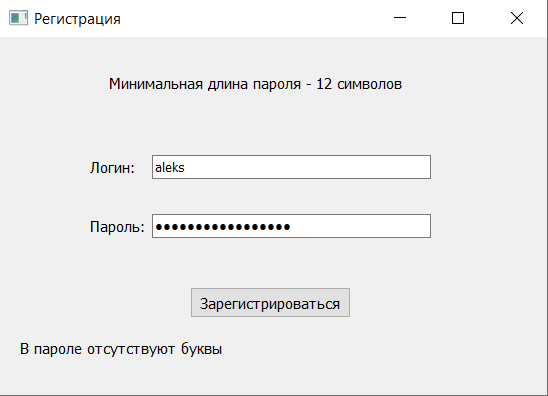 Регистрация
Минимальная длина пароля - 12 символов
Логин: aleks
Пароль: •••••••••••••••••
Зарегистрироваться
В пароле отсутствуют буквы